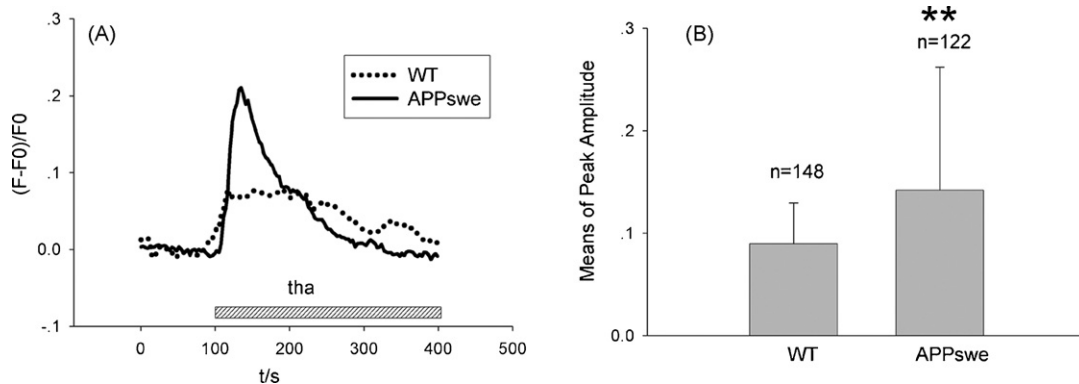 (A)
(F-F0)/F0
.3
.2
.1
0.0
-.1
WT
APPswe
tha
0 100 200 300 400 500
t/s
(B)
Means of Peak Amplitude
.3
.2
.1
0.0
n=148
**
n=122
WT APPswe